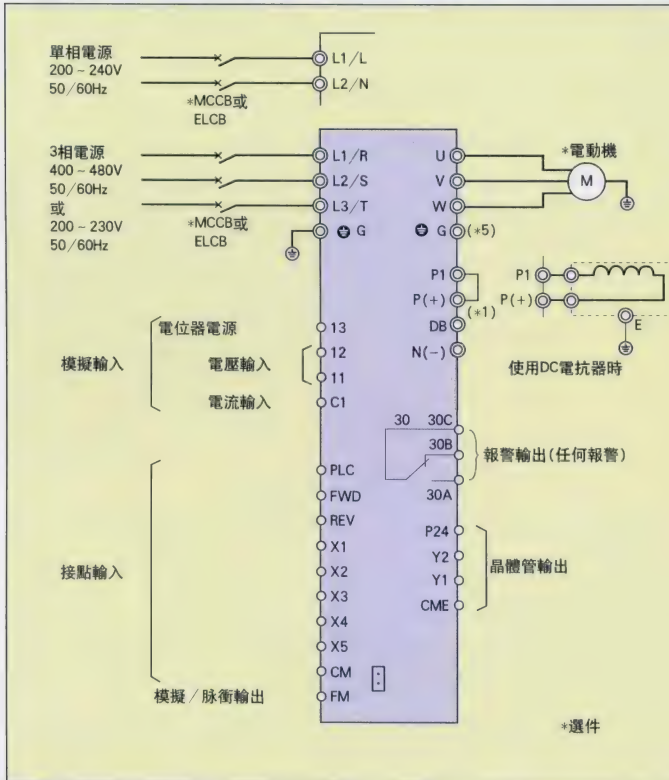 單相電源
200 ~ 240V
50/60Hz
*MCCB或
ELCB
L1/L
L2/N
3相電源
400 ~ 480V
50/60Hz
或
200 ~ 230V
50/60Hz
*MCCB或
ELCB
L1/R
L2/S
L3/T
G
U
V
W
G
(*5)
*電動機
M
P1
P(+)
(*1)
DB
N(-)
P1
P(+)
E
使用DC電抗器時
模擬輸入
電位器電源
電壓輸入
電流輸入
13
12
11
C1
30
30C
30B
30A
報警輸出(任何報警)
接點輸入
PLC
FWD
REV
X1
X2
X3
X4
X5
CM
FM
模擬/脉衝輸出
P24
Y2
Y1
CME
晶體管輸出
*選件